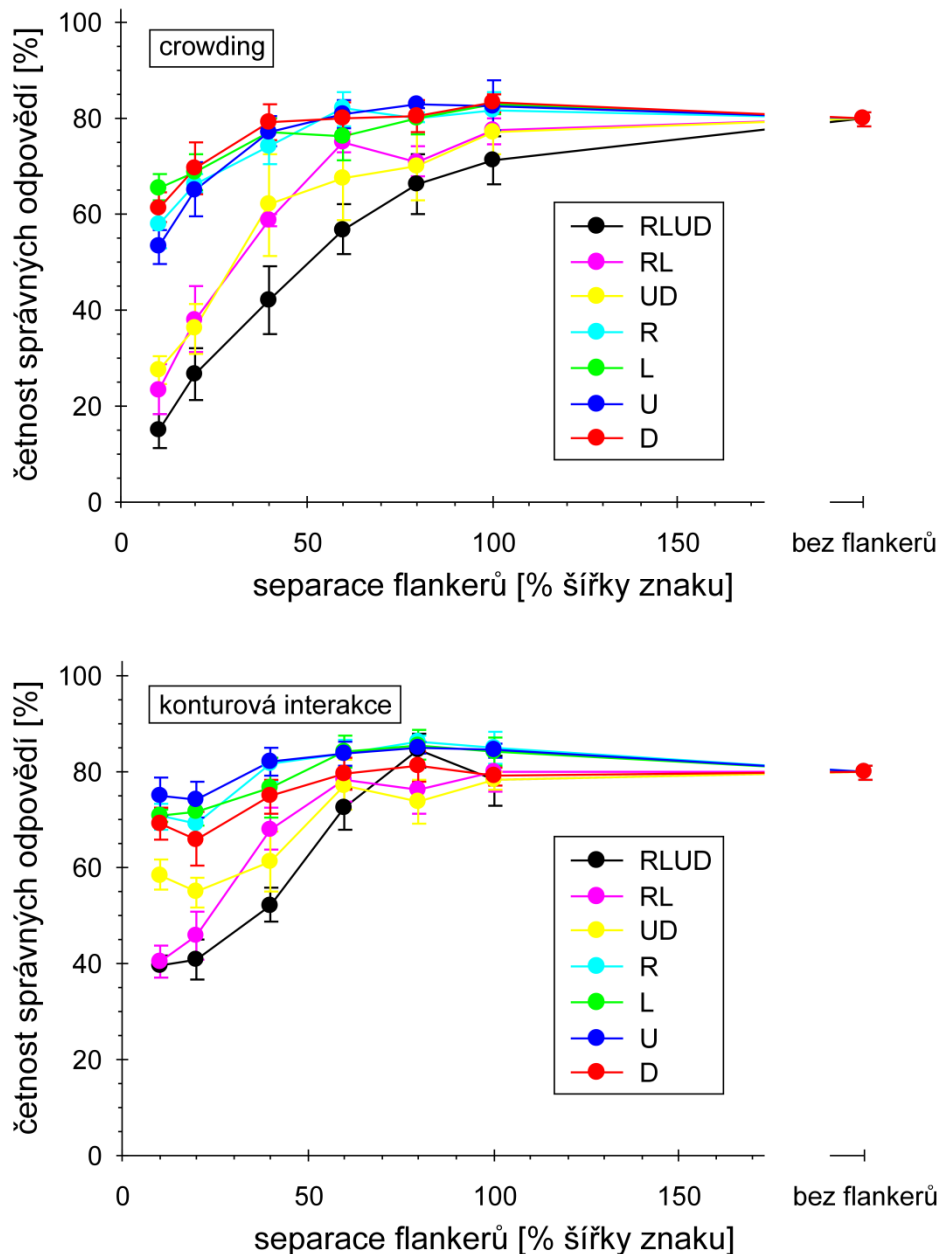 četnost správných odpovědí [%]
100
80
60
40
20
0
crowding
RLUD
RL
UD
R
L
U
D
0 50 100 150 bez flankerů
separace flankerů [% šířky znaku]
četnost správných odpovědí [%]
100
80
60
40
20
0
konturová interakce
RLUD
RL
UD
R
L
U
D
0 50 100 150 bez flankerů
separace flankerů [% šířky znaku]